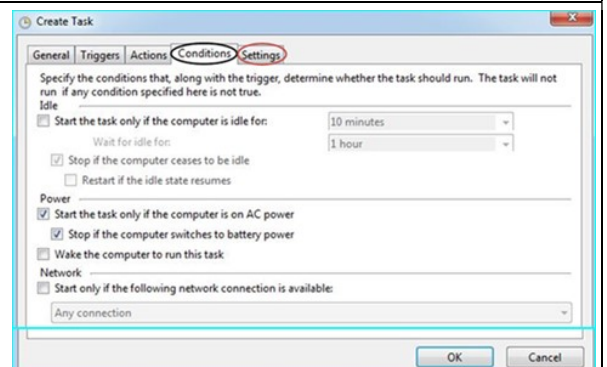 Create Task
General Triggers Actions Conditions Settings
Specify the conditions that, along with the trigger, determine whether the task should run. The task will not
run if any condition specified here is not true.
Idle
Start the task only if the computer is idle for: 10 minutes
Wait for idle for: 1 hour
Stop if the computer ceases to be idle
Restart if the idle state resumes
Power
Start the task only if the computer is on AC power
Stop if the computer switches to battery power
Wake the computer to run this task
Network
Start only if the following network connection is available:
Any connection
OK Cancel